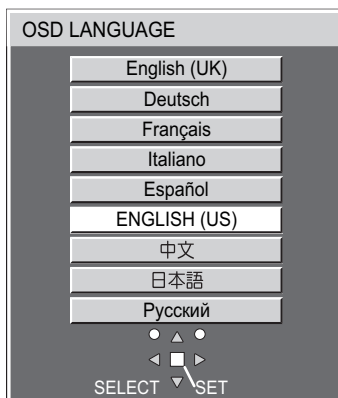 OSD LANGUAGE
English (UK)
Deutsch
Français
Italiano
Español
ENGLISH (US)
中文
日本語
Русский
SELECT SET